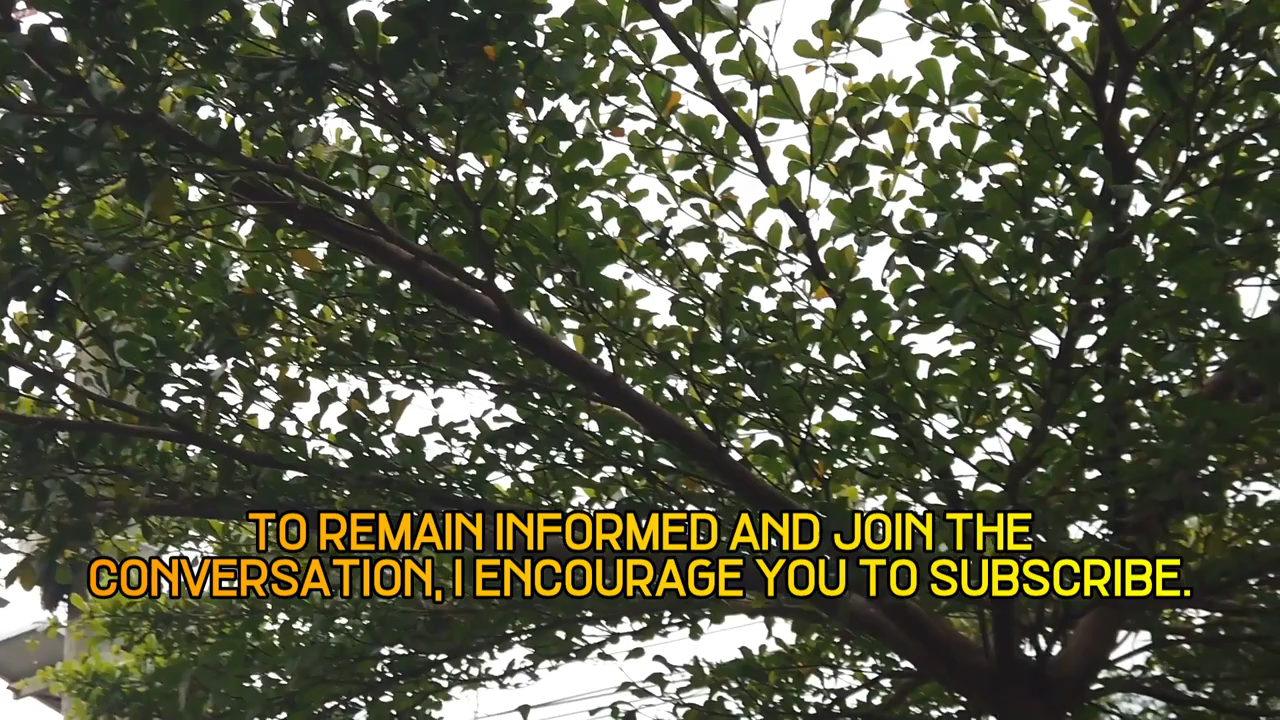 TO REMAIN INFORMED AND JOIN THE
CONVERSATION, I ENCOURAGE YOU TO SUBSCRIBE.